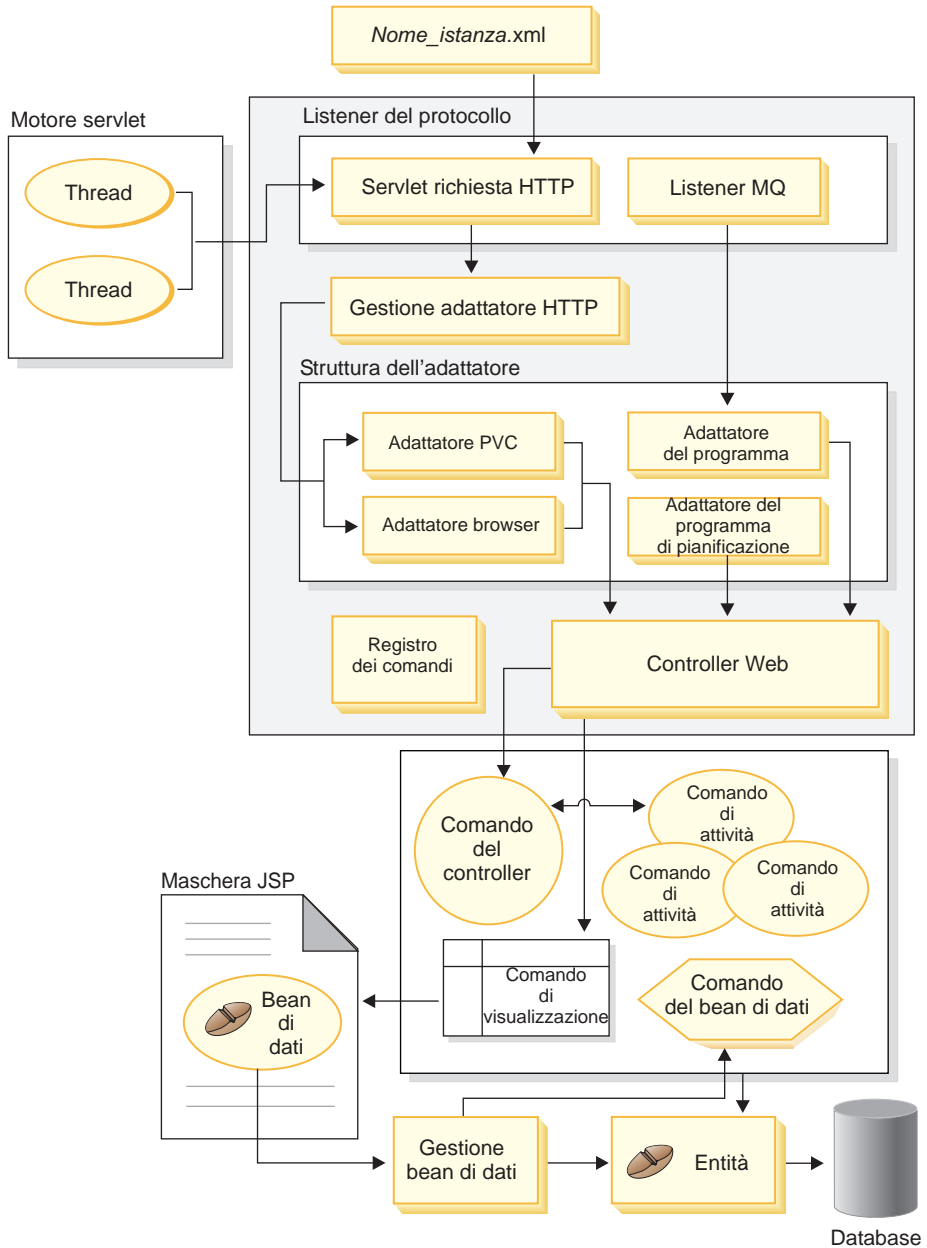 Nome_istanza.xml
Motore servlet
Listener del protocollo
Thread
Thread
Servlet richiesta HTTP
Listener MQ
Gestione adattatore HTTP
Struttura dell'adattatore
Adattatore PVC
Adattatore
del programma
Adattatore browser
Adattatore del
programma
di pianificazione
Registro
dei comandi
Controller Web
Comando
del
controller
Comando
di
attività
Comando
di
attività
Comando
di
attività
Maschera JSP
Bean
di
dati
Comando
di
visualizzazione
Comando
del bean di dati
Gestione
bean di dati
Entità
Database